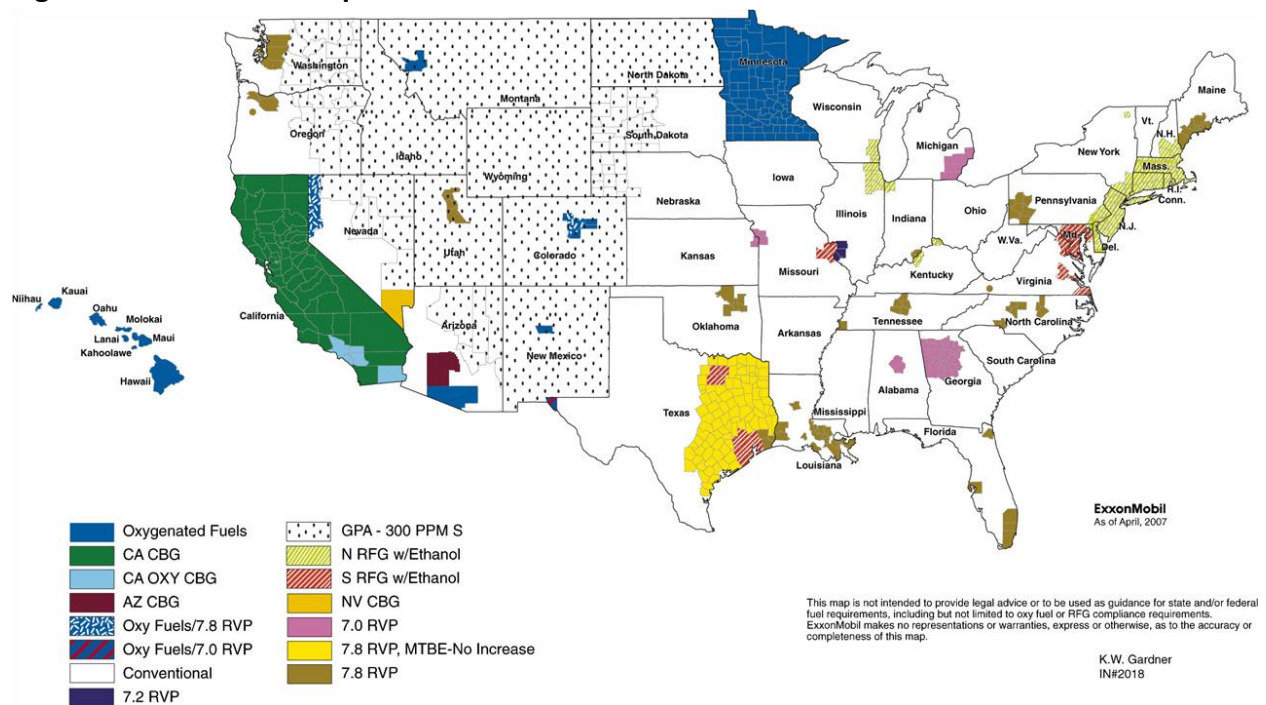 Washington
Montana
North Dakota
Minnesota
Oregon
Idaho
Wyoming
South Dakota
Wisconsin
Michigan
New York
Vt.
N.H.
Maine
Mass.
R.I.
Conn.
Nevada
Utah
Colorado
Nebraska
Iowa
Illinois
Indiana
Ohio
Pennsylvania
N.J.
Md.
Del.
W.Va.
Virginia
Kansas
Missouri
Kentucky
California
Arizona
New Mexico
Oklahoma
Arkansas
Tennessee
North Carolina
South Carolina
Texas
Louisiana
Mississippi
Alabama
Georgia
Florida
Niihau
Kauai
Oahu
Molokai
Lanai
Maui
Kahoolawe
Hawaii
Oxygenated Fuels
CA CBG
CA OXY CBG
AZ CBG
Oxy Fuels/7.8 RVP
Oxy Fuels/7.0 RVP
Conventional
7.2 RVP
GPA - 300 PPM S
N RFG w/Ethanol
S RFG w/Ethanol
NV CBG
7.0 RVP
7.8 RVP, MTBE-No Increase
7.8 RVP
ExxonMobil
As of April, 2007
This map is not intended to provide legal advice or to be used as guidance for state and/or federal
fuel requirements, including but not limited to oxy fuel or RFG compliance requirements.
ExxonMobil makes no representations or warranties, express or otherwise, as to the accuracy or
completeness of this map.
K.W. Gardner
IN#2018